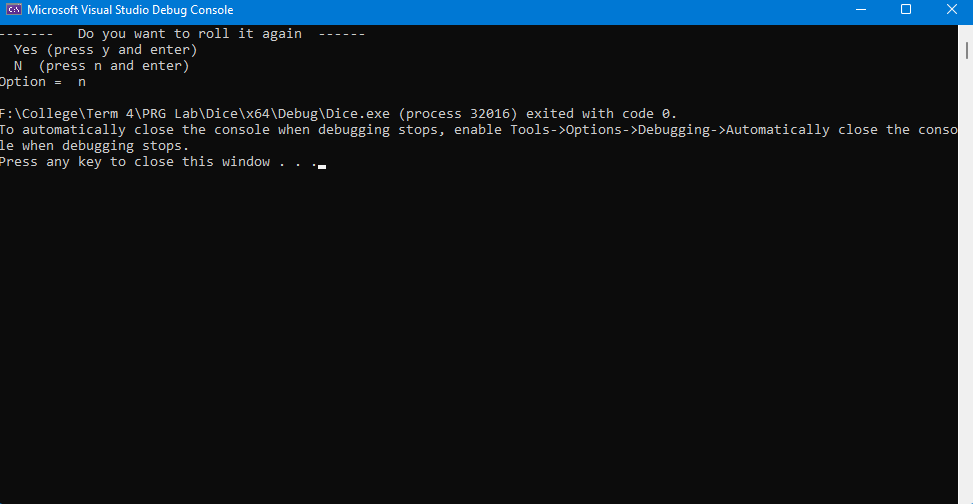 Microsoft Visual Studio Debug Console
-------   Do you want to roll it again  ------
  Yes (press y and enter)
  N  (press n and enter)
Option =  n

F:\College\Term 4\PRG Lab\Dice\x64\Debug\Dice.exe (process 32016) exited with code 0.
To automatically close the console when debugging stops, enable Tools->Options->Debugging->Automatically close the conso
le when debugging stops.
Press any key to close this window . . .